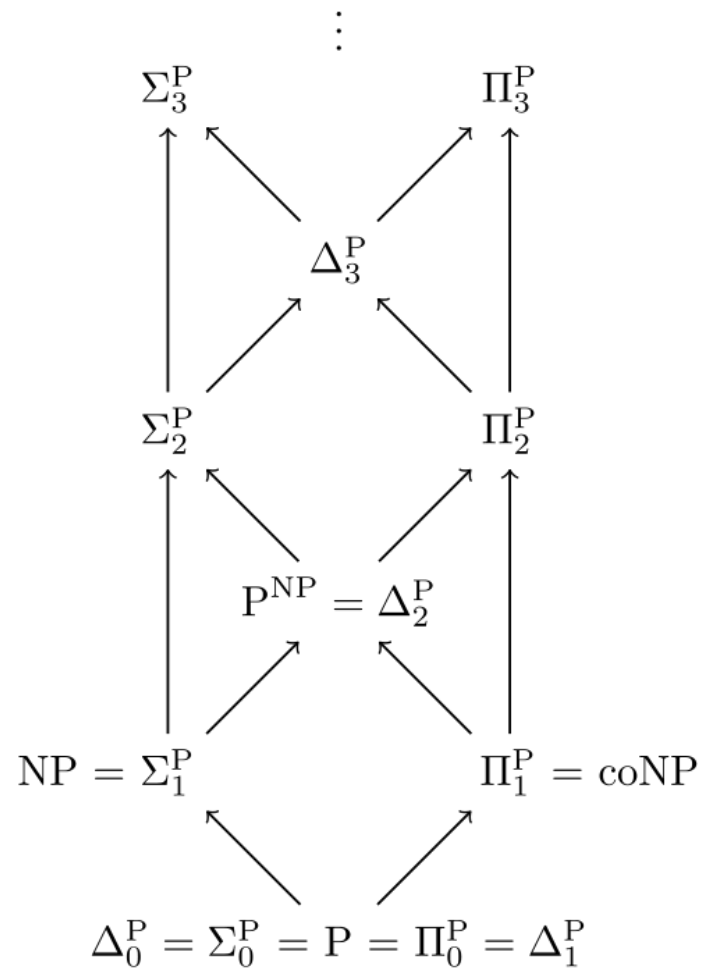 ⋮
Σ₃ᴾ Π₃ᴾ
Δ₃ᴾ
Σ₂ᴾ Π₂ᴾ
Pᴺᴾ = Δ₂ᴾ
NP = Σ₁ᴾ Π₁ᴾ = coNP
Δ₀ᴾ = Σ₀ᴾ = P = Π₀ᴾ = Δ₁ᴾ